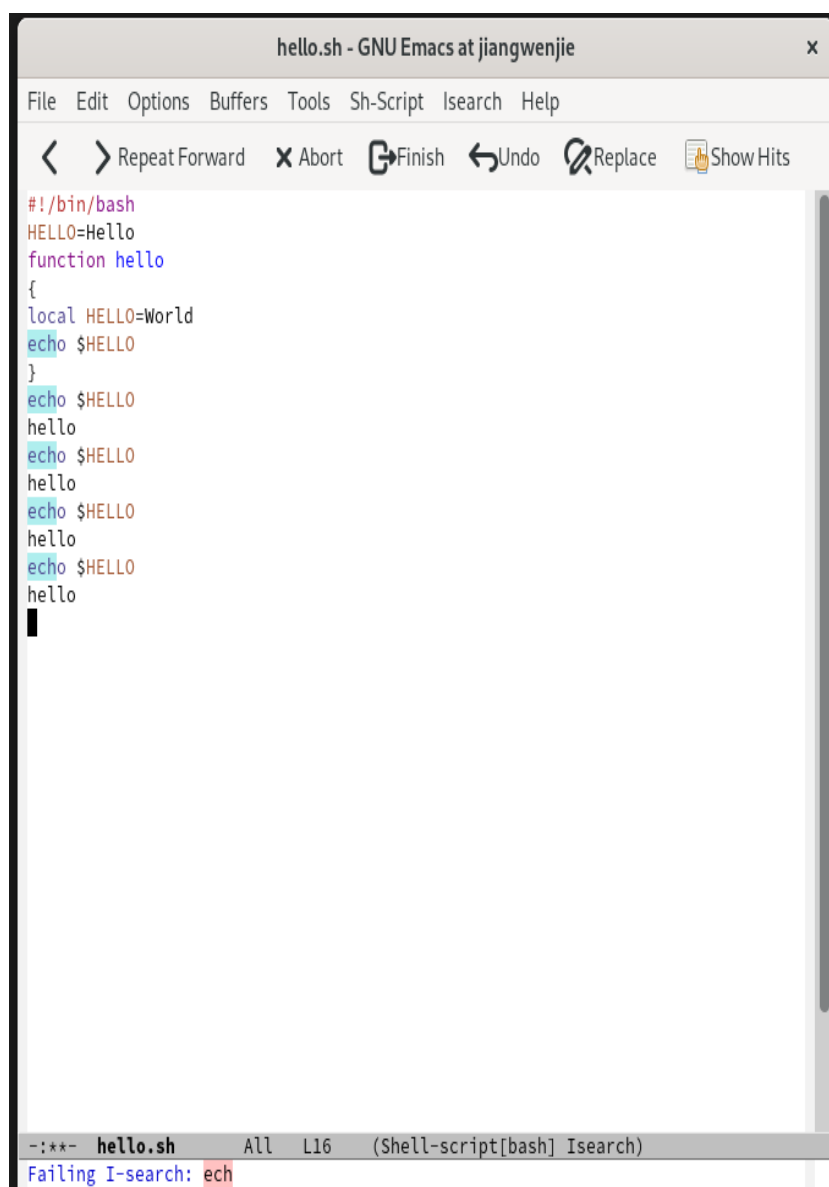 hello.sh - GNU Emacs at jiangwenjie x
File Edit Options Buffers Tools Sh-Script Isearch Help
Repeat Forward Abort Finish Undo Replace Show Hits
#!/bin/bash
HELLO=Hello
function hello
{
local HELLO=World
echo $HELLO
}
echo $HELLO
hello
echo $HELLO
hello
echo $HELLO
hello
echo $HELLO
hello
-:**- hello.sh All L16 (Shell-script[bash] Isearch)
Failing I-search: ech